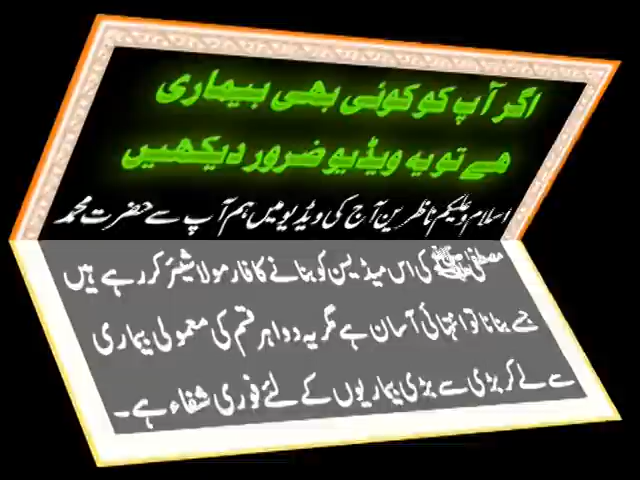 اگر آپ کو کوئی بھی بیماری
ھے تو یہ ویڈیو ضرور دیکھیں
اسلام و علیکم ناظرین آج کی ویڈیو میں ہم آپ سے حضرت محمد
مصطفیٰ ﷺ کی اس میڈیسن کو بنانے کا فارمولا شیئر کر رہے ہیں
جسے بنانا تو انتہائی آسان ہے مگر یہ دوا ہر قسم کی معمولی بیماری
سے لے کر بڑی سے بڑی بیماریوں کے لئے فوری شفاء ہے۔